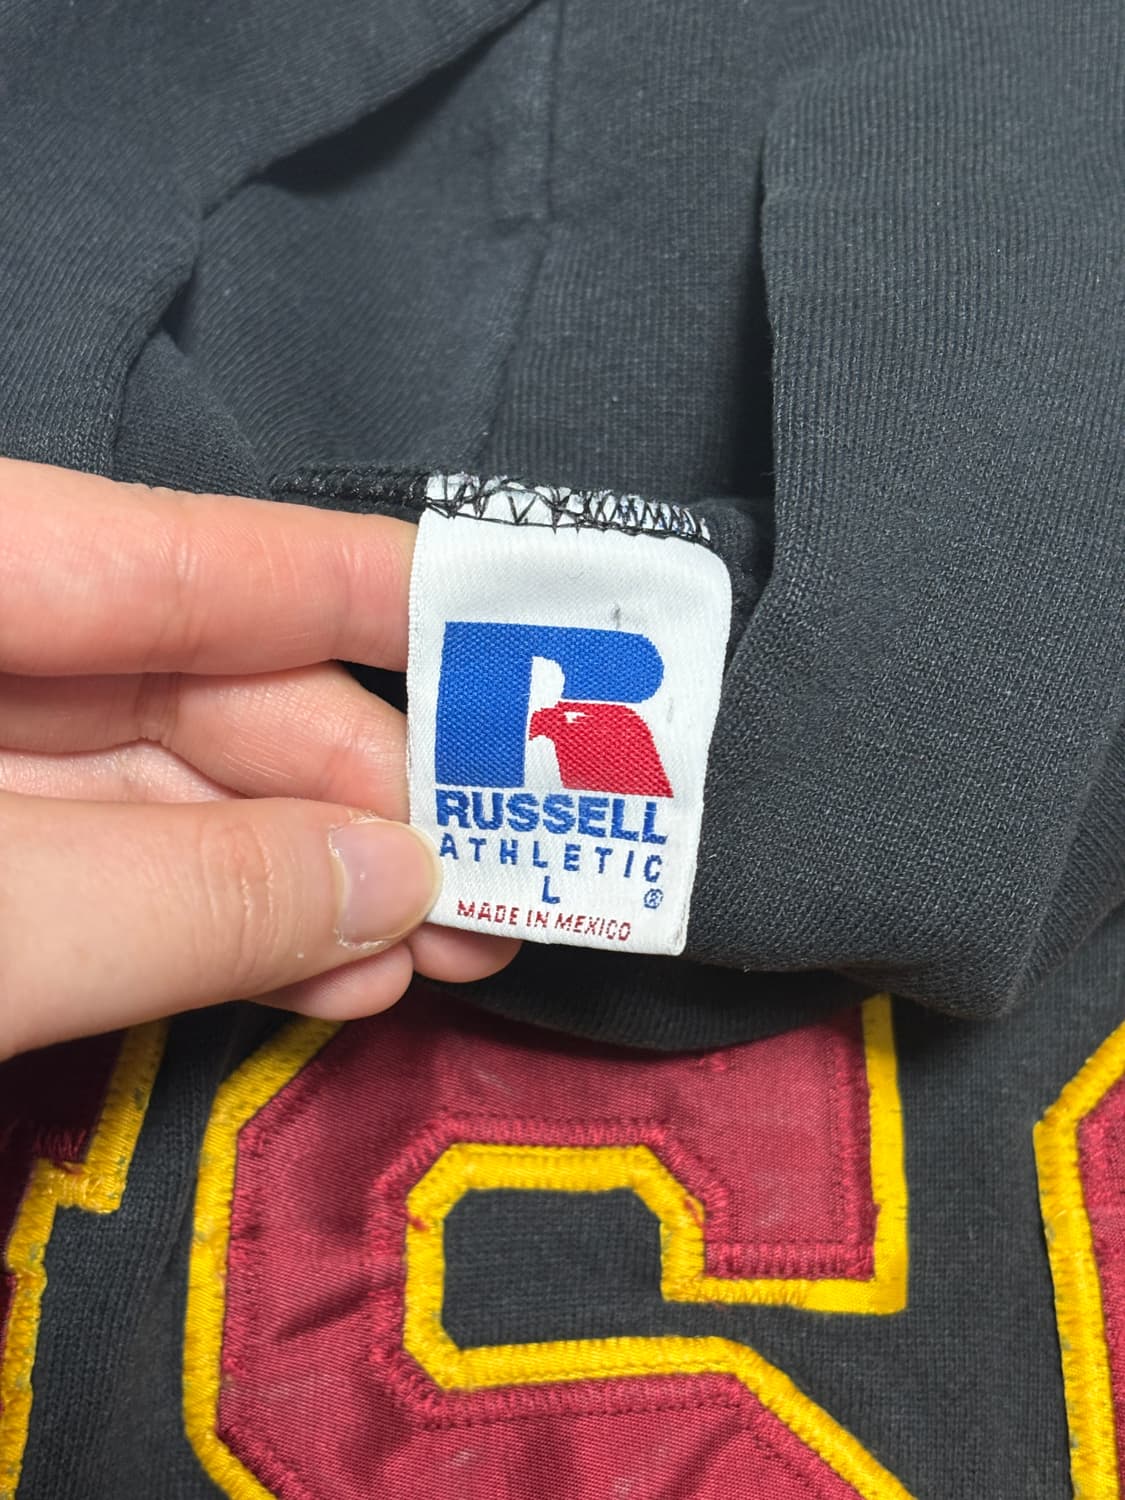 R
RUSSELL
ATHLETIC
L ®
MADE IN MEXICO
S